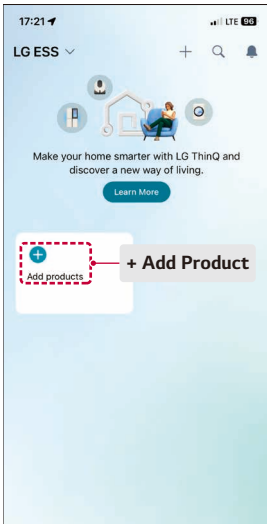 17:21 LTE 96
LG ESS
Make your home smarter with LG ThinQ and
discover a new way of living.
Learn More
+ Add Product
Add products